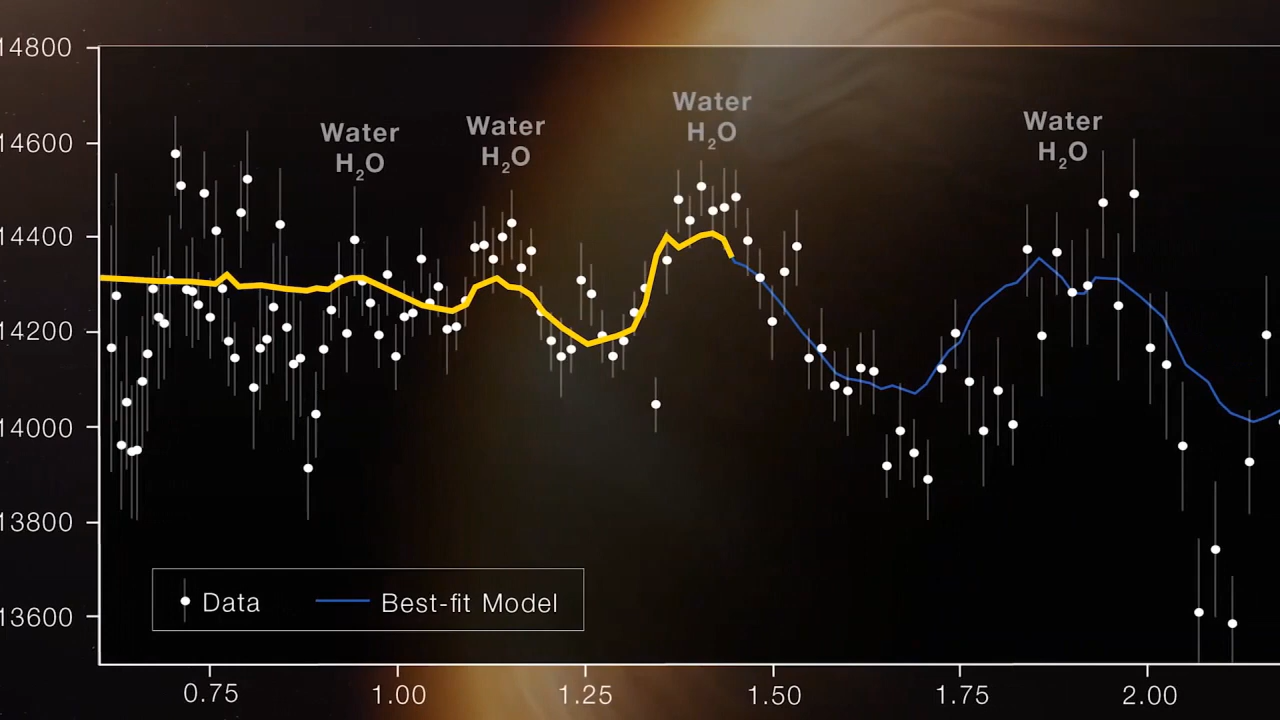 14800
Water
H₂O
Water
H₂O
Water
H₂O
Water
H₂O
14600
14400
14200
14000
13800
13600
Data
Best-fit Model
0.75
1.00
1.25
1.50
1.75
2.00